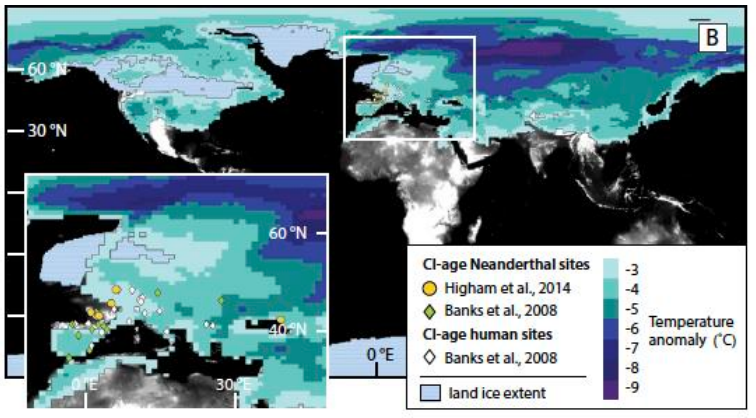 B
60 °N
30 °N
60 °N
40 °N
0 °E
30 °E
0 °E
CI-age Neanderthal sites
Higham et al., 2014
Banks et al., 2008
CI-age human sites
Banks et al., 2008
land ice extent
-3
-4
-5
-6
-7
-8
-9
Temperature
anomaly (°C)